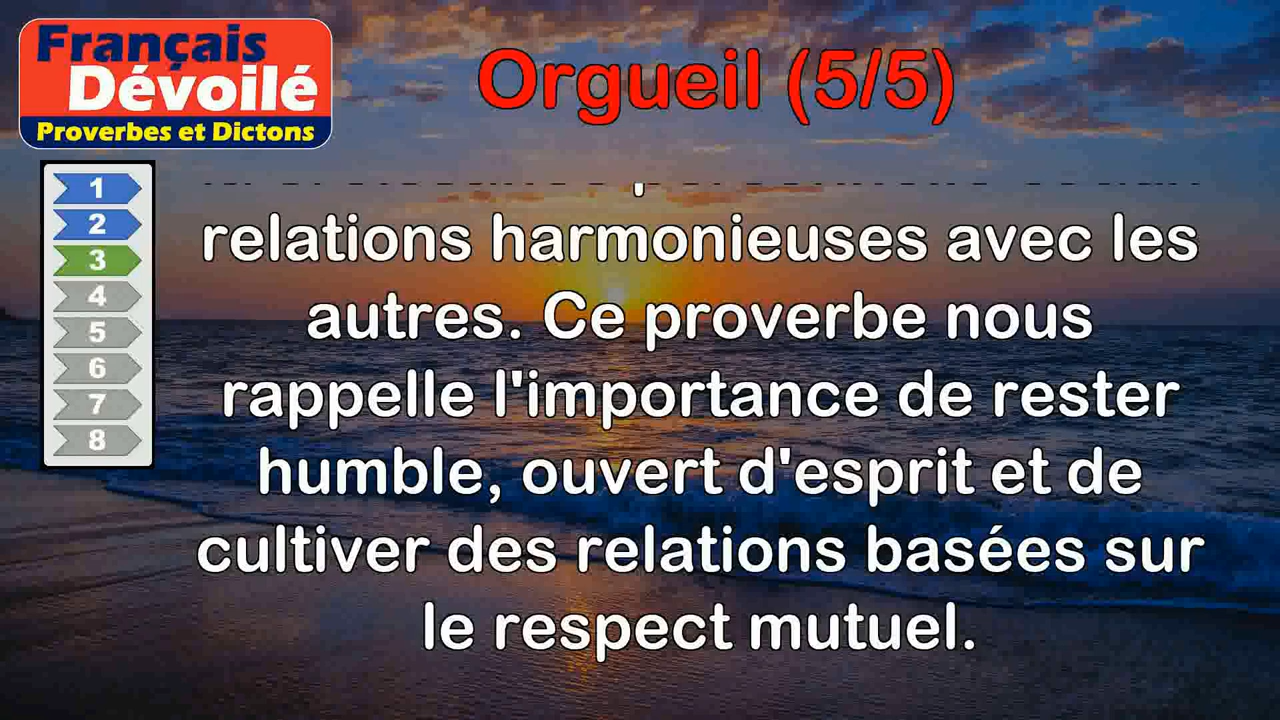 Français
Dévoilé
Proverbes et Dictons
Orgueil (5/5)
1
2
3
4
5
6
7
8
relations harmonieuses avec les
autres. Ce proverbe nous
rappelle l'importance de rester
humble, ouvert d'esprit et de
cultiver des relations basées sur
le respect mutuel.